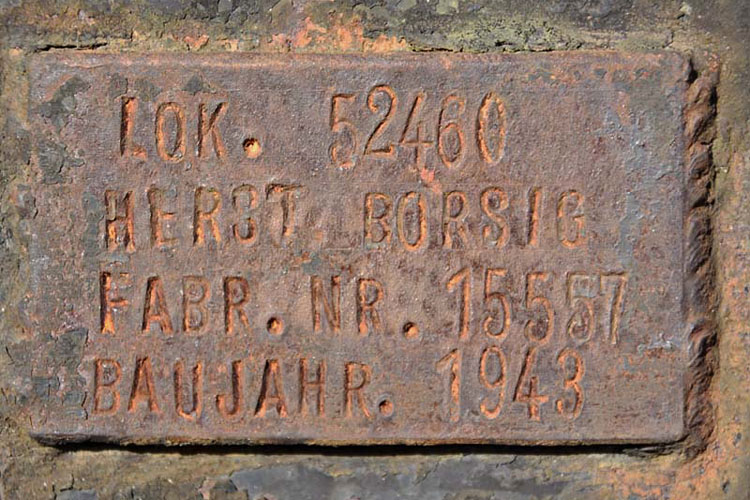 LOK. 52460
HERST. BORSIG
FABR. NR. 15557
BAUJAHR. 1943